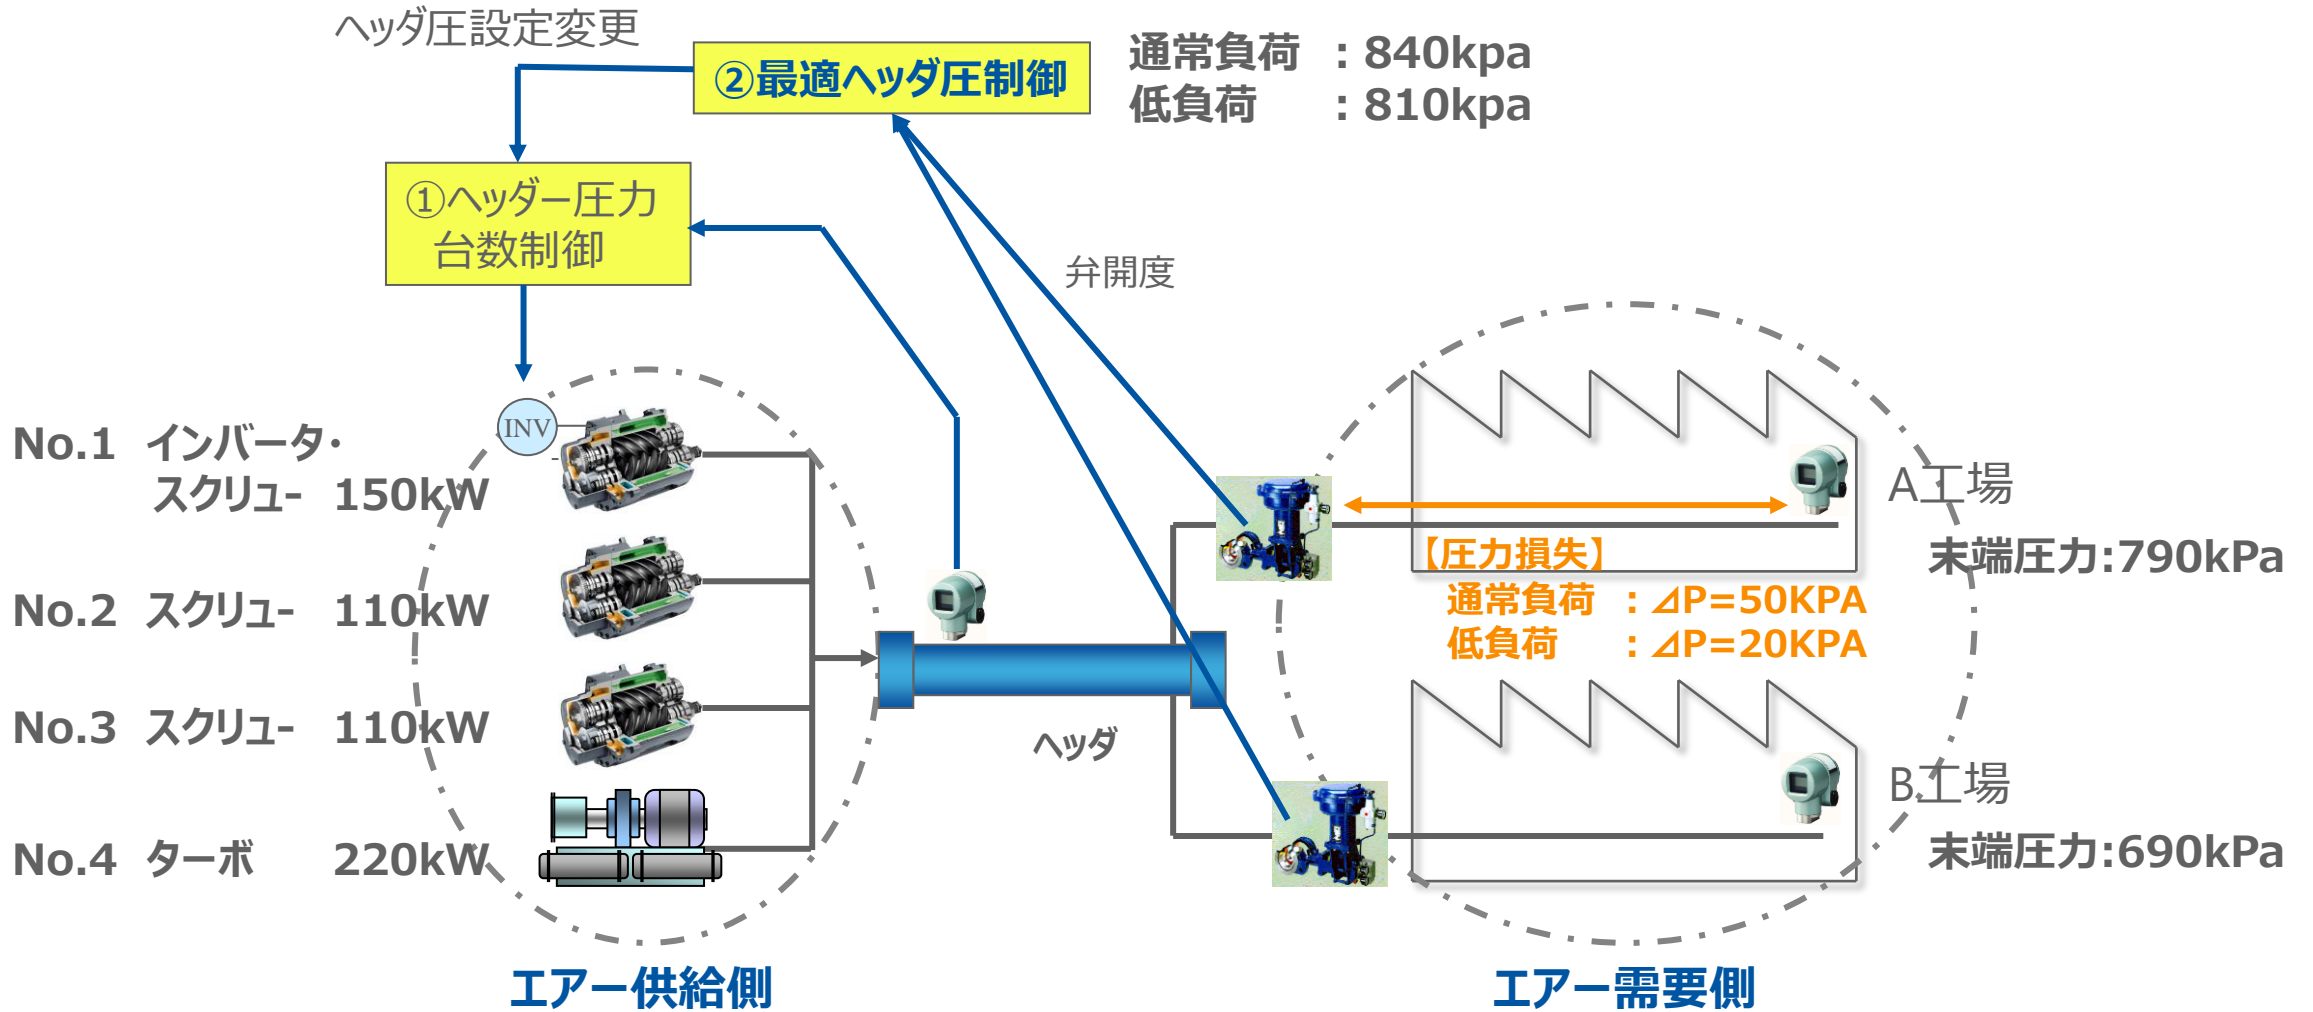 ヘッダ圧設定変更
②最適ヘッダ圧制御
通常負荷 : 840kpa
低負荷 : 810kpa
①ヘッダー圧力
台数制御
弁開度
INV
No.1 インバータ・
スクリュー 150kW
No.2 スクリュー 110kW
No.3 スクリュー 110kW
No.4 ターボ 220kW
ヘッダ
A工場
末端圧力:790kPa
【圧力損失】
通常負荷 : ⊿P=50KPA
低負荷 : ⊿P=20KPA
B工場
末端圧力:690kPa
エアー供給側
エアー需要側